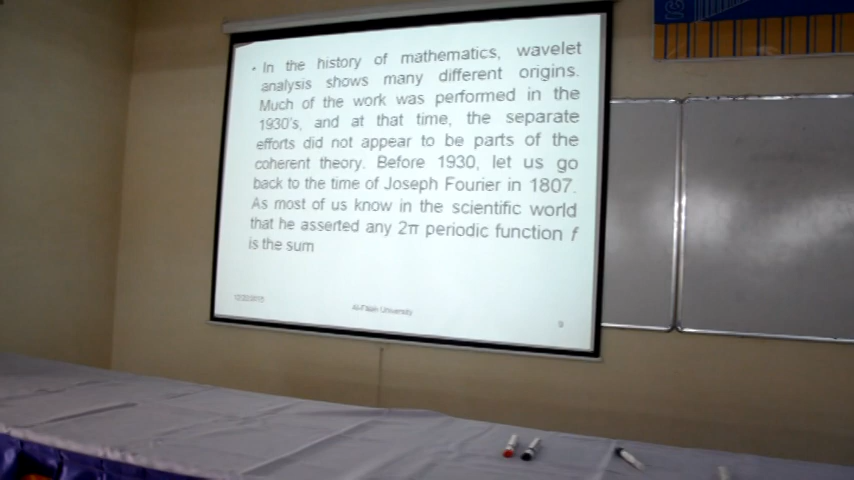 • In the history of mathematics, wavelet
analysis shows many different origins.
Much of the work was performed in the
1930's, and at that time, the separate
efforts did not appear to be parts of the
coherent theory. Before 1930, let us go
back to the time of Joseph Fourier in 1807.
As most of us know in the scientific world
that he asserted any 2π periodic function f
is the sum
University
9